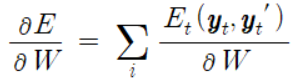 ∂E/∂W = ∑_i E_t(y_t, y_t′)/∂W